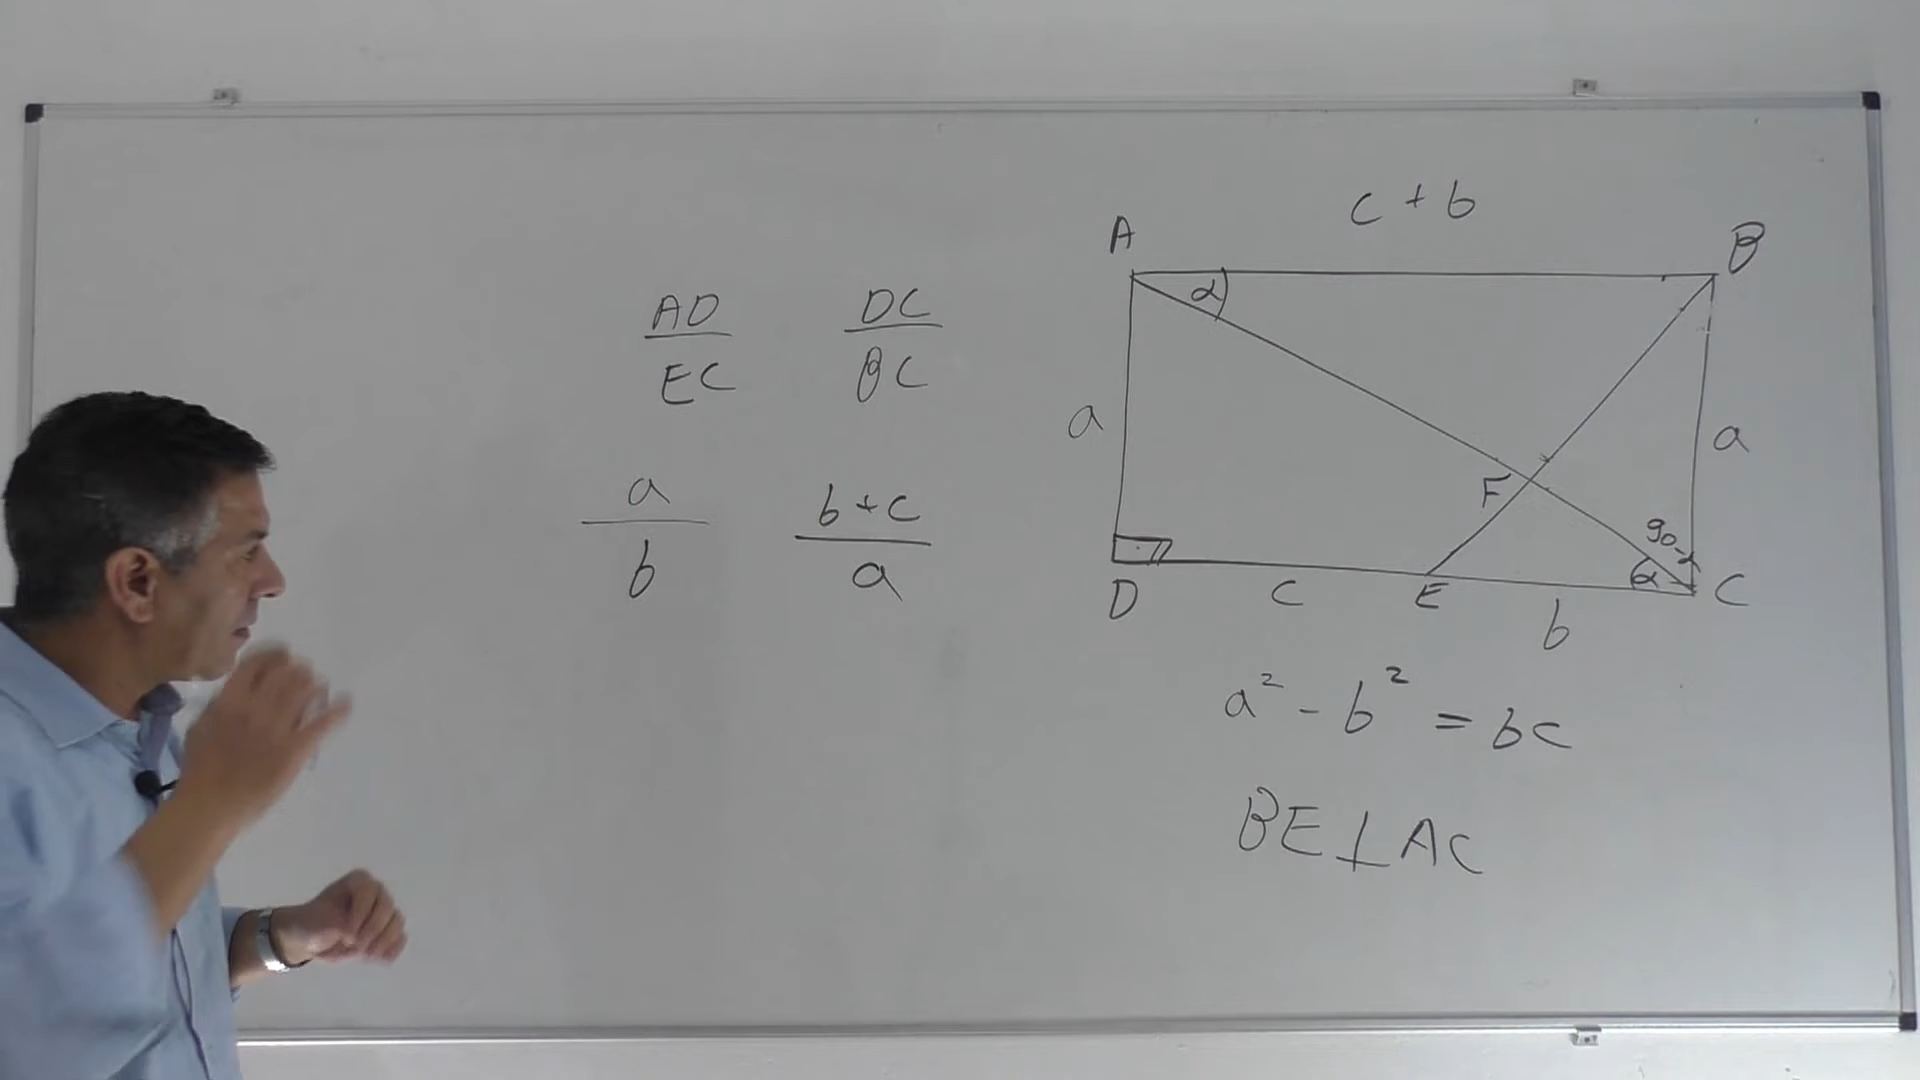 AD
EC
DC
BC
a
b
b + c
a
c + b
A
B
α
a
a
F
90-α
α
D
c
E
C
b
a² - b² = bc
BE⊥AC